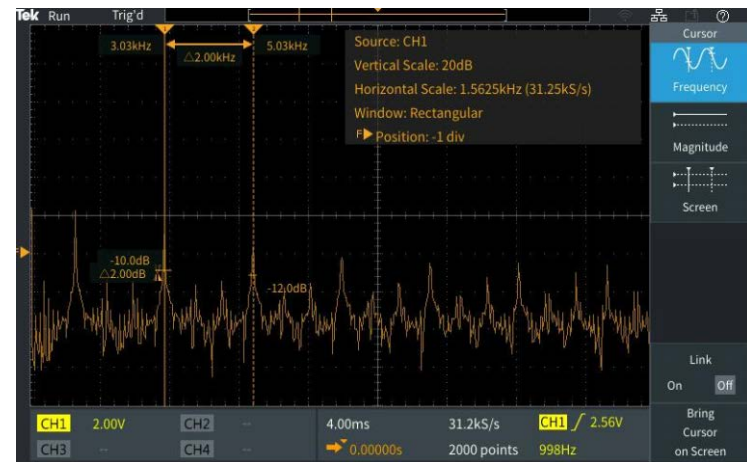 Tek Run Trig'd
Cursor
3.03kHz
△2.00kHz
5.03kHz
Source: CH1
Vertical Scale: 20dB
Horizontal Scale: 1.5625kHz (31.25kS/s)
Window: Rectangular
F▶ Position: -1 div
Frequency
Magnitude
Screen
-10.0dB
△2.00dB
-12.0dB
Link
On Off
Bring
Cursor
on Screen
CH1 2.00V CH2 -- 4.00ms 31.2kS/s CH1 / 2.56V
CH3 -- CH4 -- 0.00000s 2000 points 998Hz